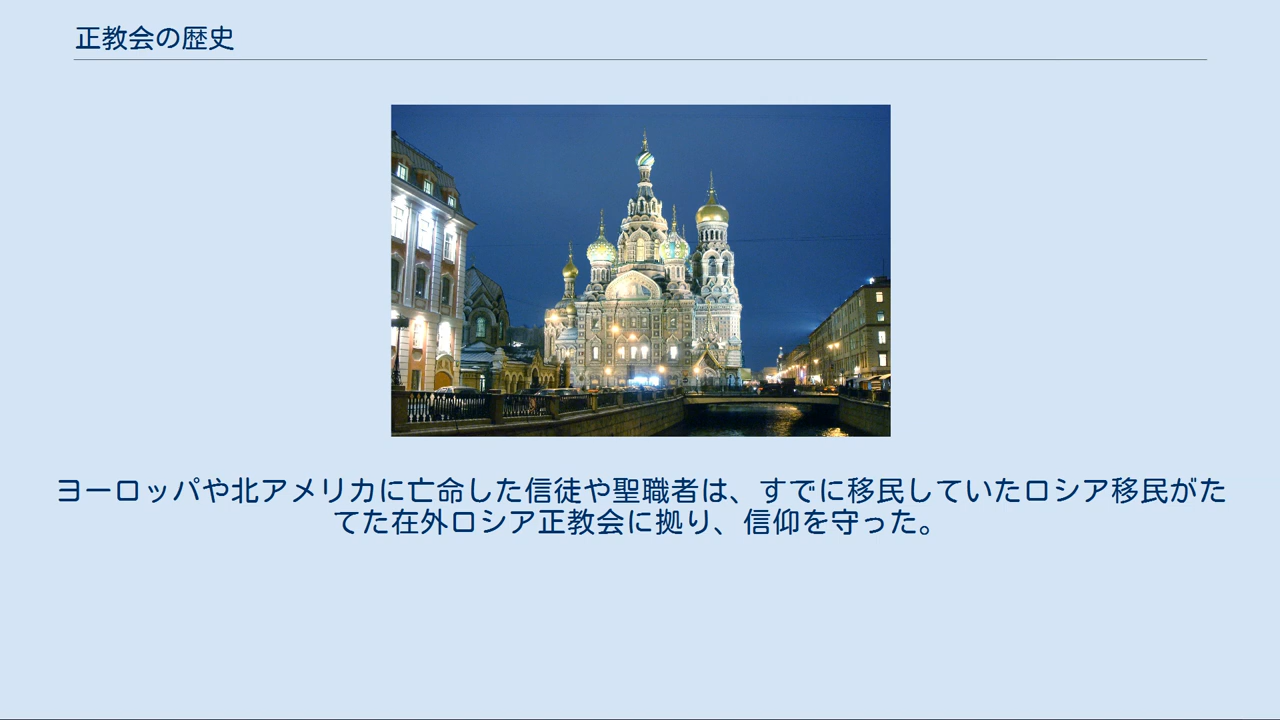 正教会の歴史
ヨーロッパや北アメリカに亡命した信徒や聖職者は、すでに移民していたロシア移民がた
てた在外ロシア正教会に拠り、信仰を守った。